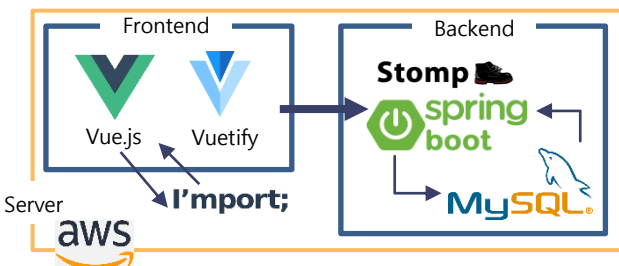 Frontend
Vue.js
Vuetify
I'mport;
Backend
Stomp
spring
boot
MySQL®
Server
aws